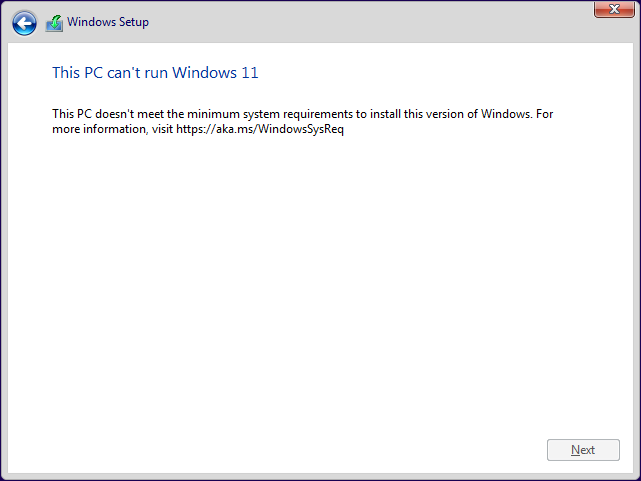 Windows Setup
This PC can't run Windows 11
This PC doesn't meet the minimum system requirements to install this version of Windows. For
more information, visit https://aka.ms/WindowsSysReq
Next